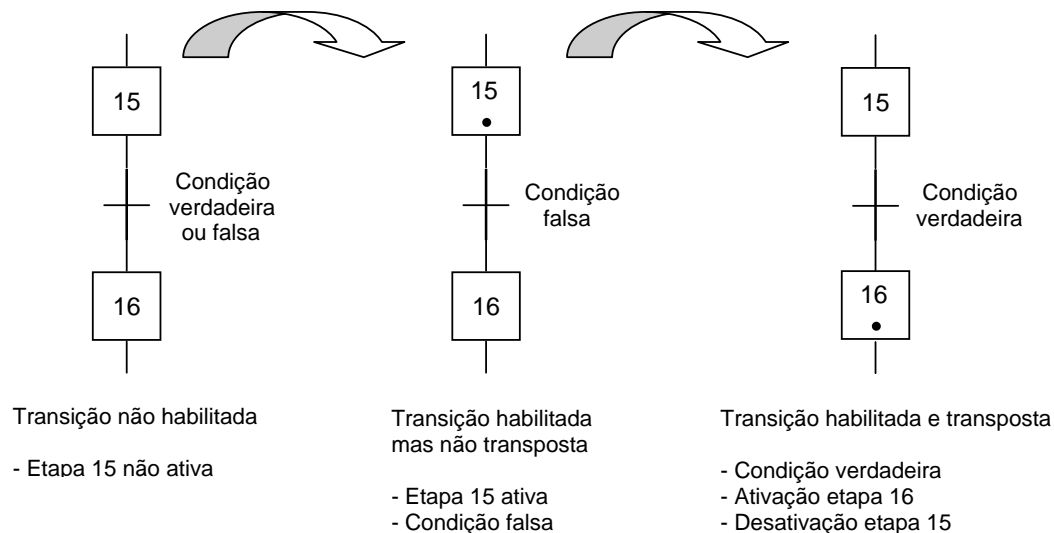 15
Condição
verdadeira
ou falsa
16
Transição não habilitada
- Etapa 15 não ativa
15
Condição
falsa
16
Transição habilitada
mas não transposta
- Etapa 15 ativa
- Condição falsa
15
Condição
verdadeira
16
Transição habilitada e transposta
- Condição verdadeira
- Ativação etapa 16
- Desativação etapa 15